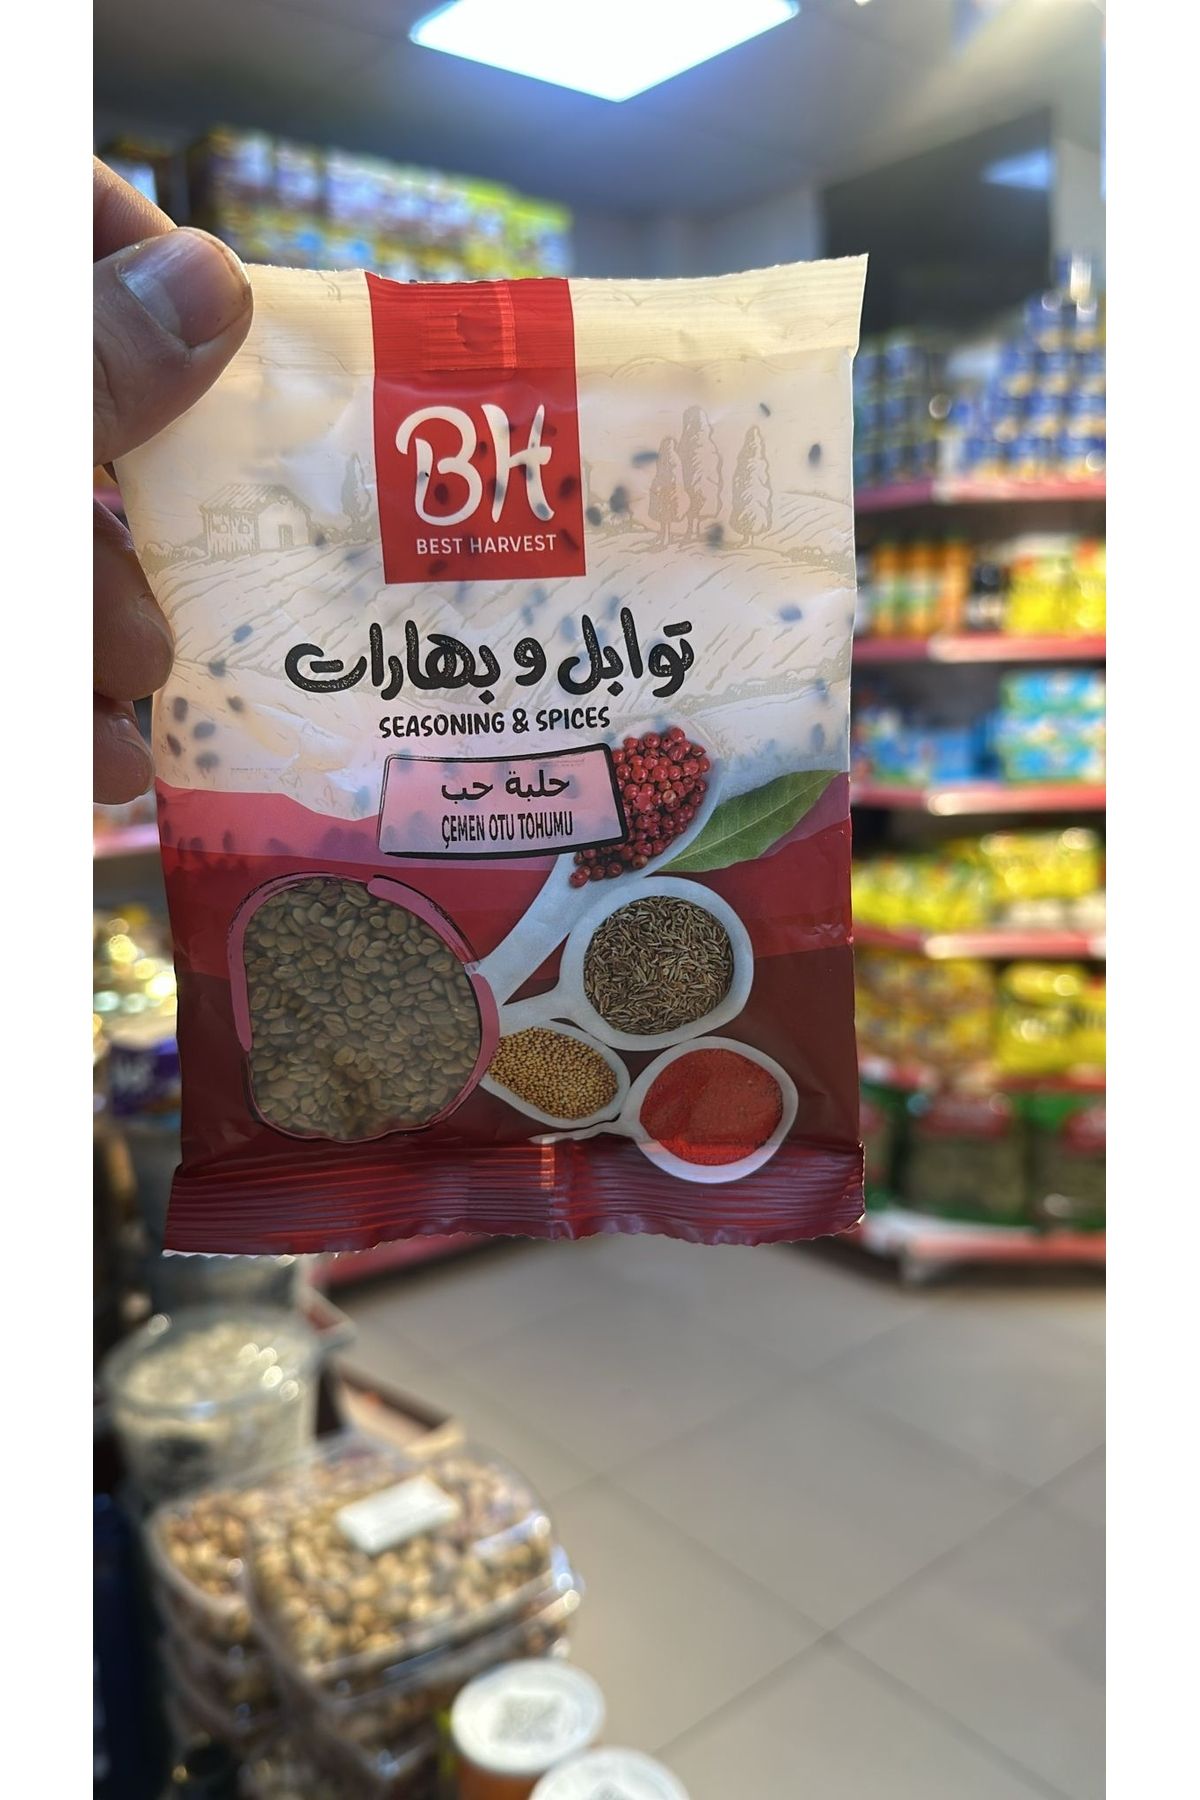 BH
BEST HARVEST
توابل و بهارات
SEASONING & SPICES
حلبة حب
ÇEMEN OTU TOHUMU